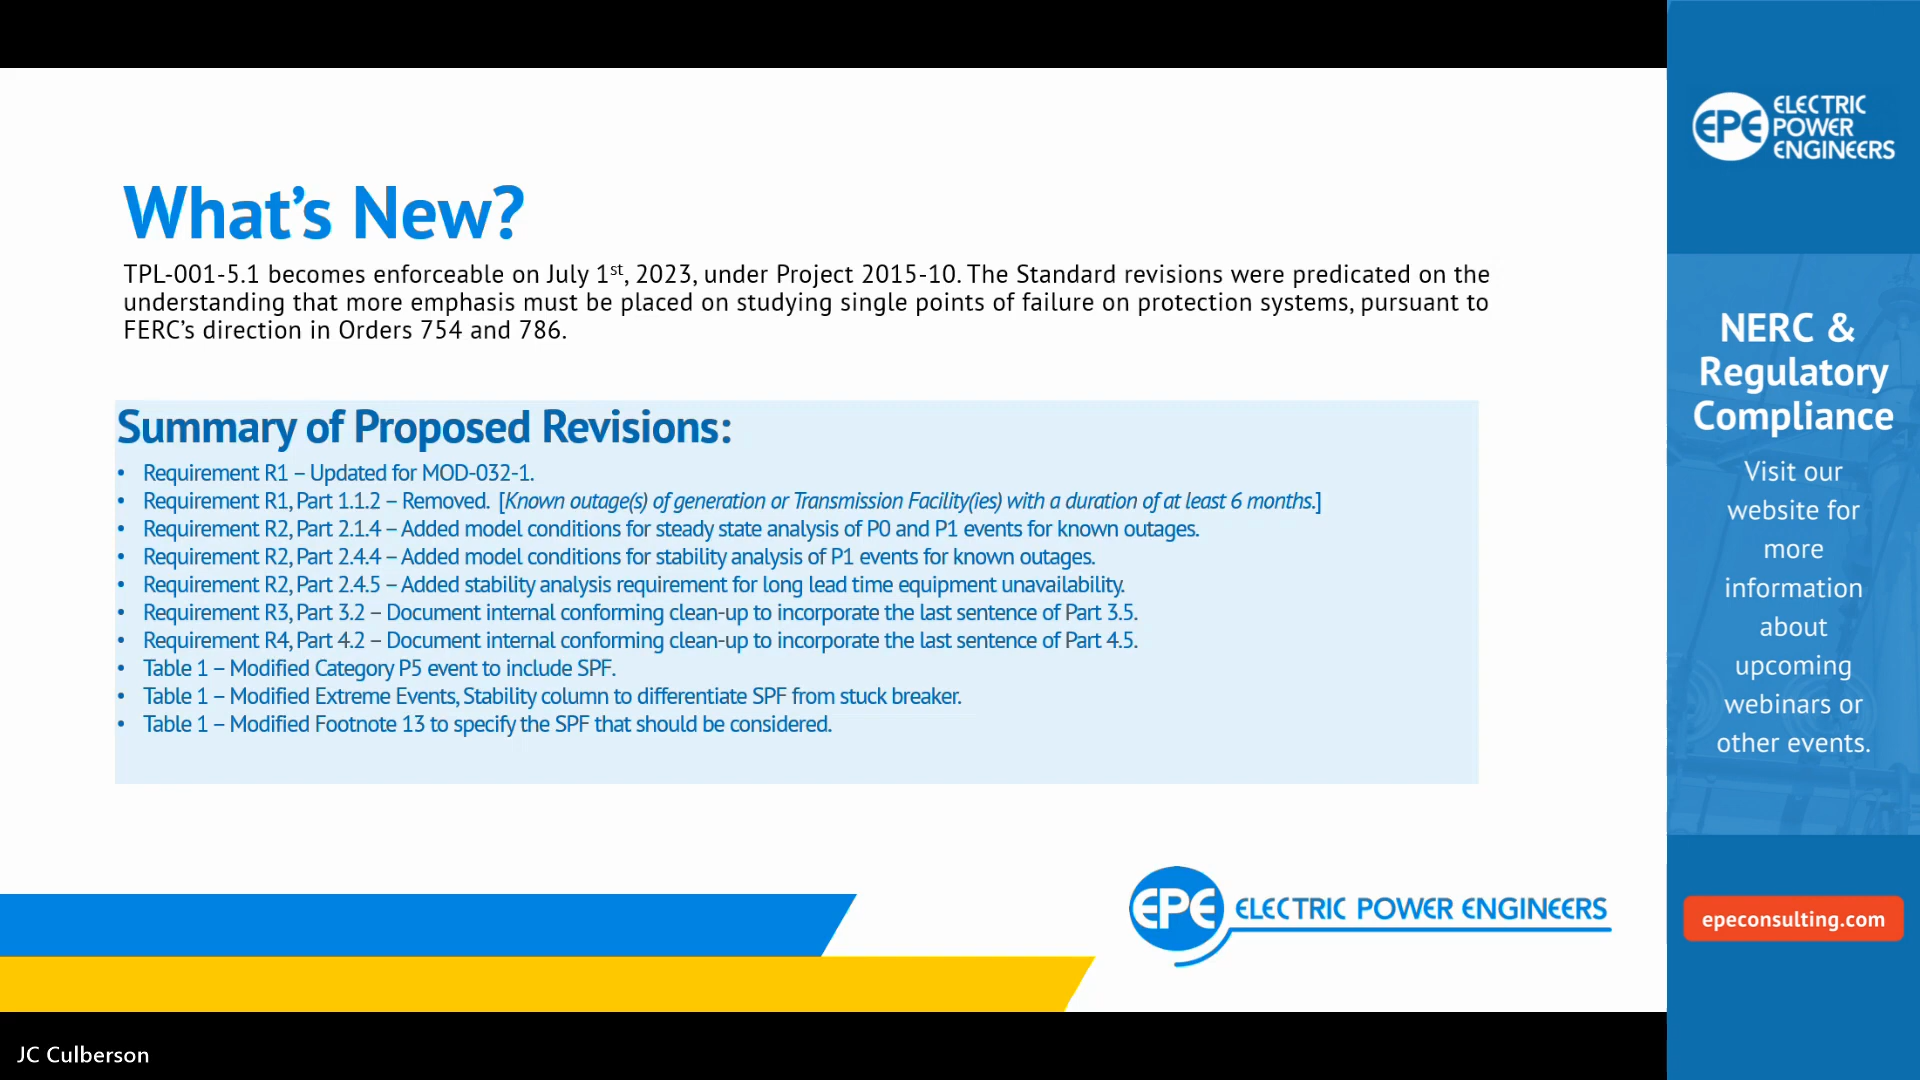 What's New?
TPL-001-5.1 becomes enforceable on July 1st, 2023, under Project 2015-10. The Standard revisions were predicated on the
understanding that more emphasis must be placed on studying single points of failure on protection systems, pursuant to
FERC's direction in Orders 754 and 786.
Summary of Proposed Revisions:
• Requirement R1 – Updated for MOD-032-1.
• Requirement R1, Part 1.1.2 – Removed. [Known outage(s) of generation or Transmission Facility(ies) with a duration of at least 6 months.]
• Requirement R2, Part 2.1.4 – Added model conditions for steady state analysis of P0 and P1 events for known outages.
• Requirement R2, Part 2.4.4 – Added model conditions for stability analysis of P1 events for known outages.
• Requirement R2, Part 2.4.5 – Added stability analysis requirement for long lead time equipment unavailability.
• Requirement R3, Part 3.2 – Document internal conforming clean-up to incorporate the last sentence of Part 3.5.
• Requirement R4, Part 4.2 – Document internal conforming clean-up to incorporate the last sentence of Part 4.5.
• Table 1 – Modified Category P5 event to include SPF.
• Table 1 – Modified Extreme Events, Stability column to differentiate SPF from stuck breaker.
• Table 1 – Modified Footnote 13 to specify the SPF that should be considered.
EPE ELECTRIC POWER ENGINEERS
JC Culberson
EPE
ELECTRIC
POWER
ENGINEERS
NERC &
Regulatory
Compliance
Visit our
website for
more
information
about
upcoming
webinars or
other events.
epeconsulting.com